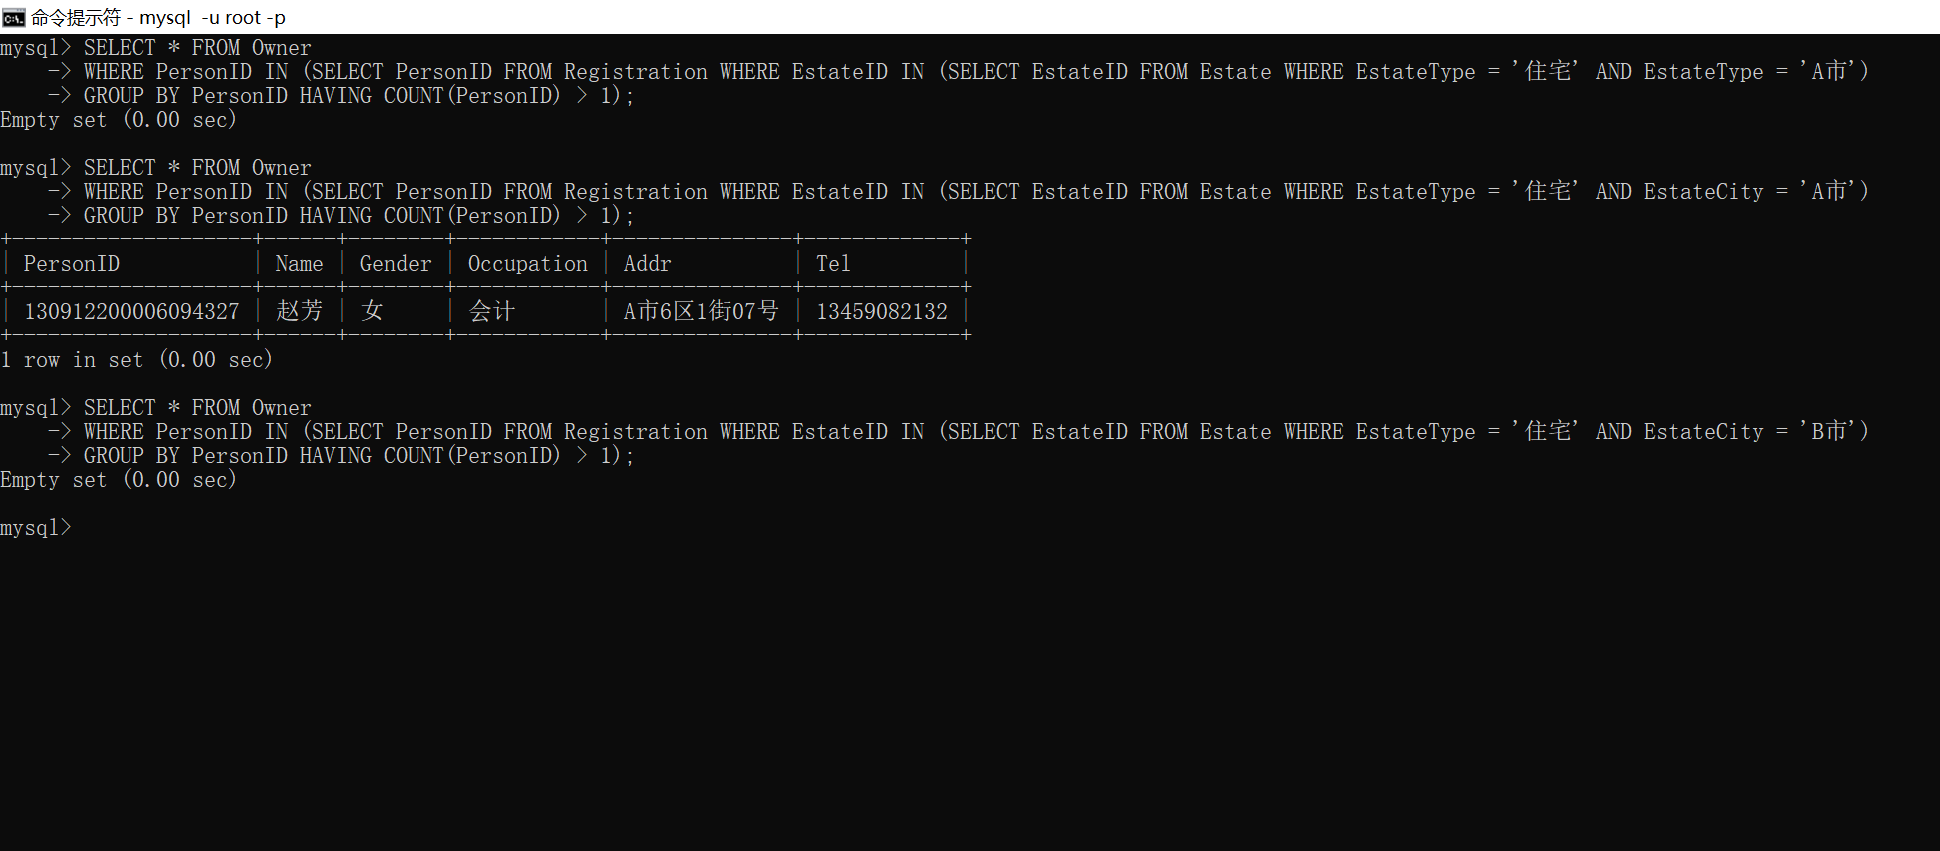 命令提示符 - mysql  -u root -p
mysql> SELECT * FROM Owner
    -> WHERE PersonID IN (SELECT PersonID FROM Registration WHERE EstateID IN (SELECT EstateID FROM Estate WHERE EstateType = '住宅' AND EstateType = 'A市')
    -> GROUP BY PersonID HAVING COUNT(PersonID) > 1);
Empty set (0.00 sec)

mysql> SELECT * FROM Owner
    -> WHERE PersonID IN (SELECT PersonID FROM Registration WHERE EstateID IN (SELECT EstateID FROM Estate WHERE EstateType = '住宅' AND EstateCity = 'A市')
    -> GROUP BY PersonID HAVING COUNT(PersonID) > 1);
+--------------------+------+--------+------------+---------------+-------------+
| PersonID           | Name | Gender | Occupation | Addr          | Tel         |
+--------------------+------+--------+------------+---------------+-------------+
| 130912200006094327 | 赵芳 | 女     | 会计       | A市6区1街07号 | 13459082132 |
+--------------------+------+--------+------------+---------------+-------------+
1 row in set (0.00 sec)

mysql> SELECT * FROM Owner
    -> WHERE PersonID IN (SELECT PersonID FROM Registration WHERE EstateID IN (SELECT EstateID FROM Estate WHERE EstateType = '住宅' AND EstateCity = 'B市')
    -> GROUP BY PersonID HAVING COUNT(PersonID) > 1);
Empty set (0.00 sec)

mysql>